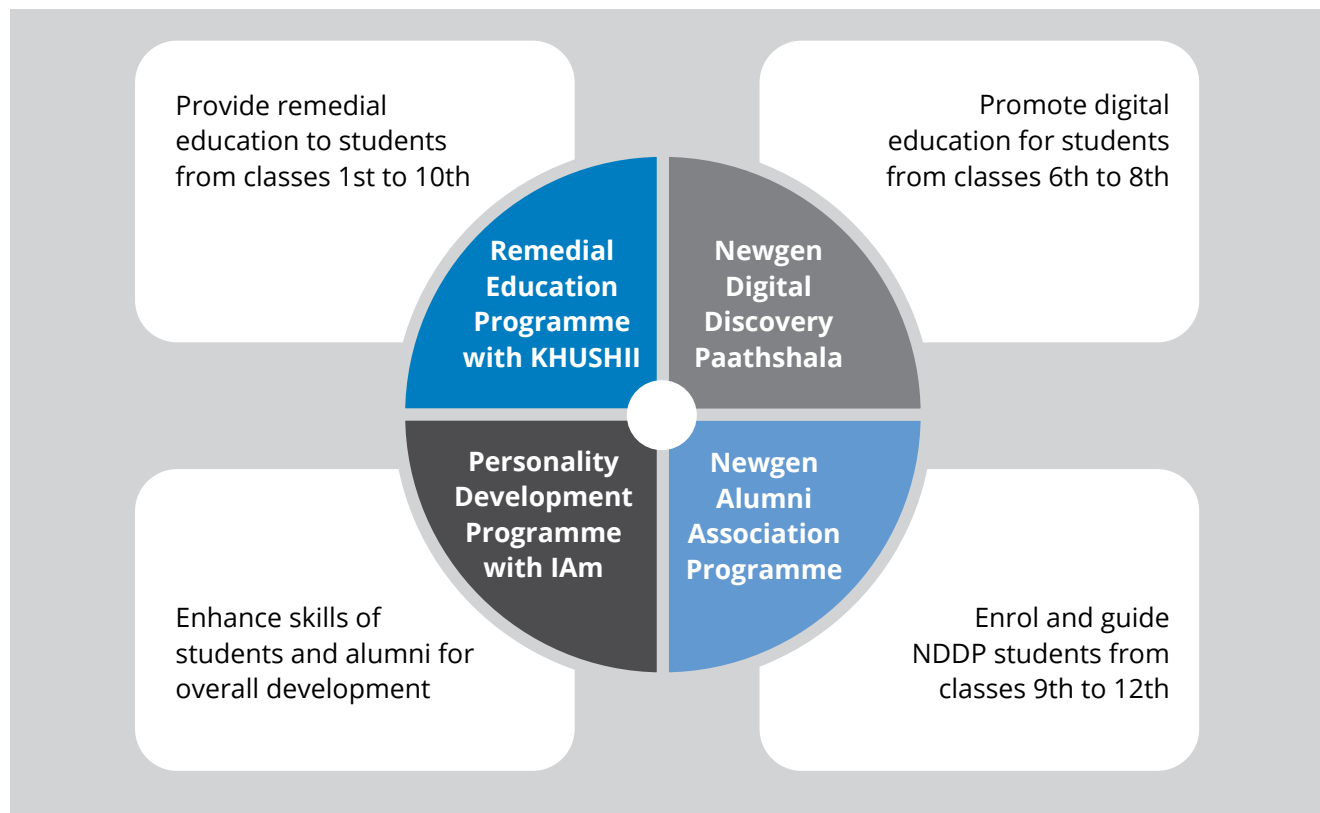 Provide remedial
education to students
from classes 1st to 10th
Promote digital
education for students
from classes 6th to 8th
Remedial
Education
Programme
with KHUSHII
Newgen
Digital
Discovery
Paathshala
Personality
Development
Programme
with IAm
Newgen
Alumni
Association
Programme
Enhance skills of
students and alumni for
overall development
Enrol and guide
NDDP students from
classes 9th to 12th